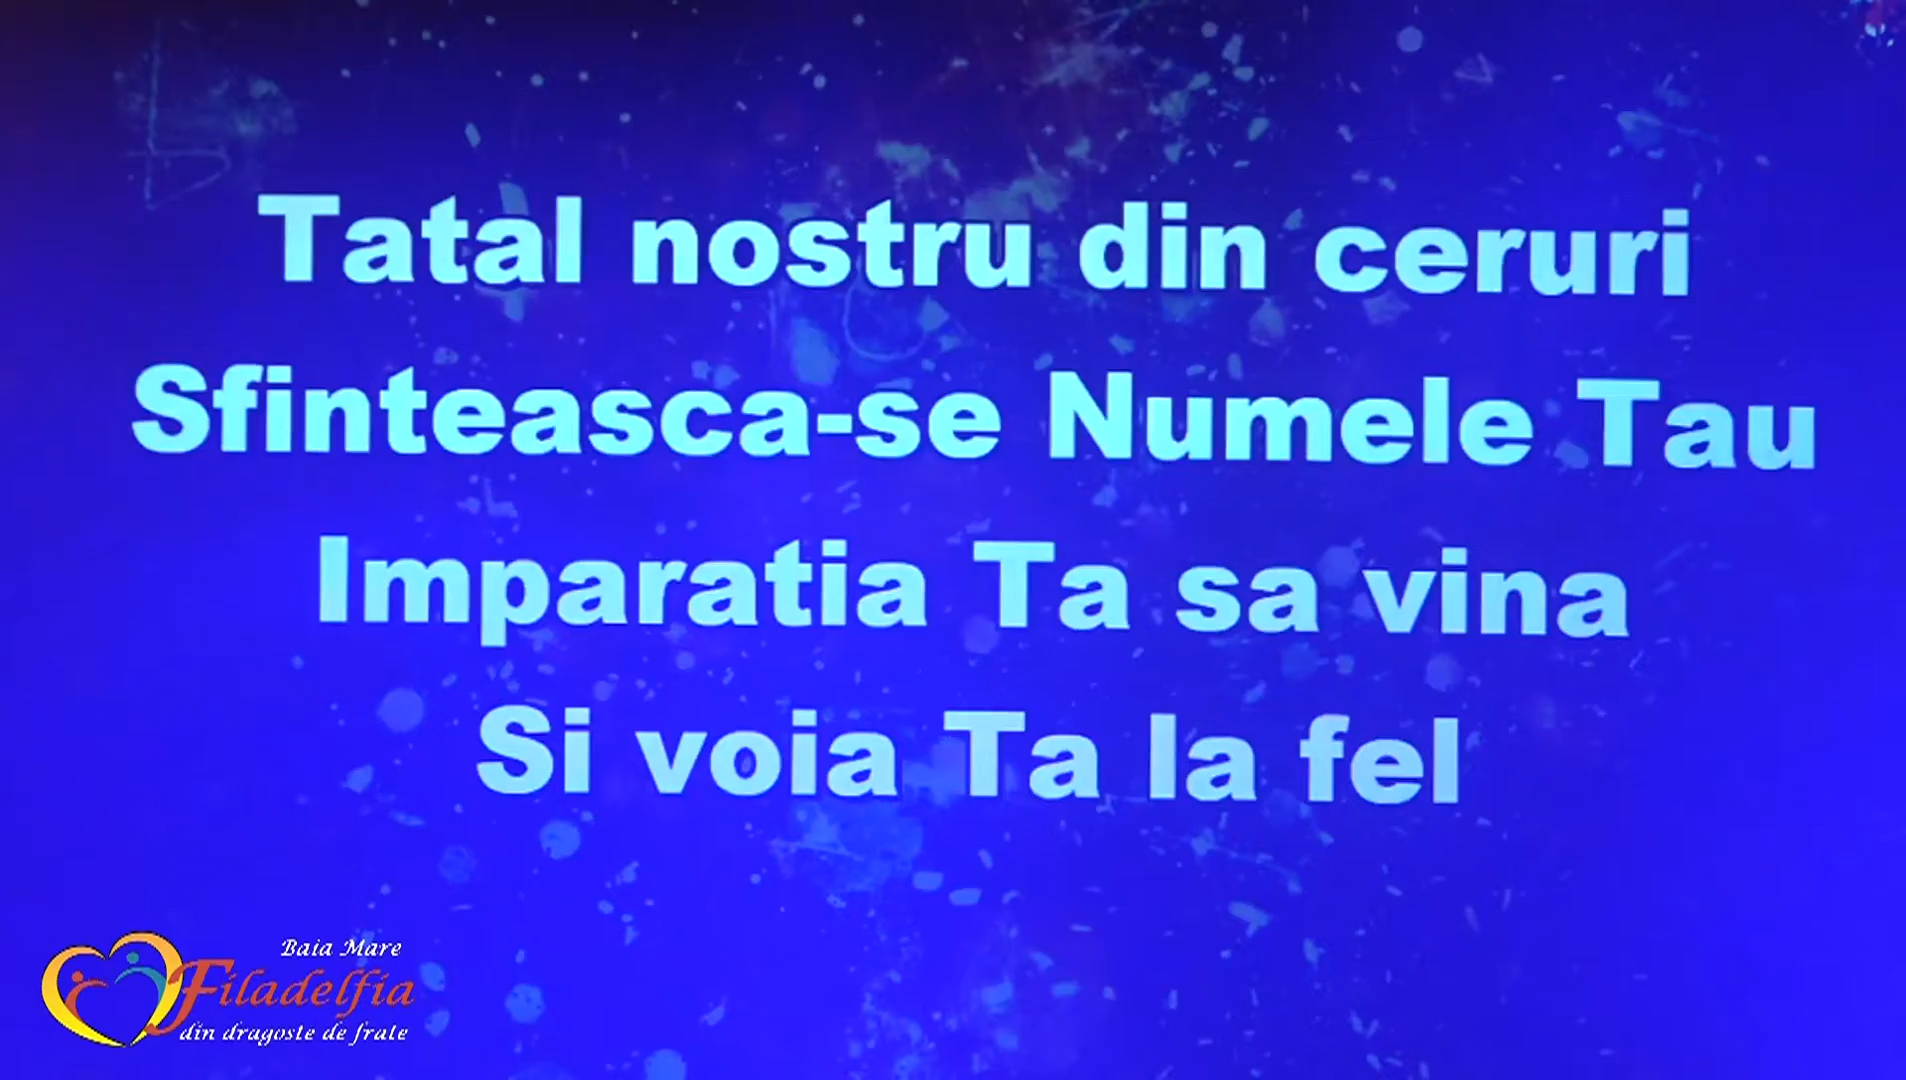 Tatal nostru din ceruri
Sfinteasca-se Numele Tau
Imparatia Ta sa vina
Si voia Ta la fel
Baia Mare
Filadelfia
din dragoste de frate